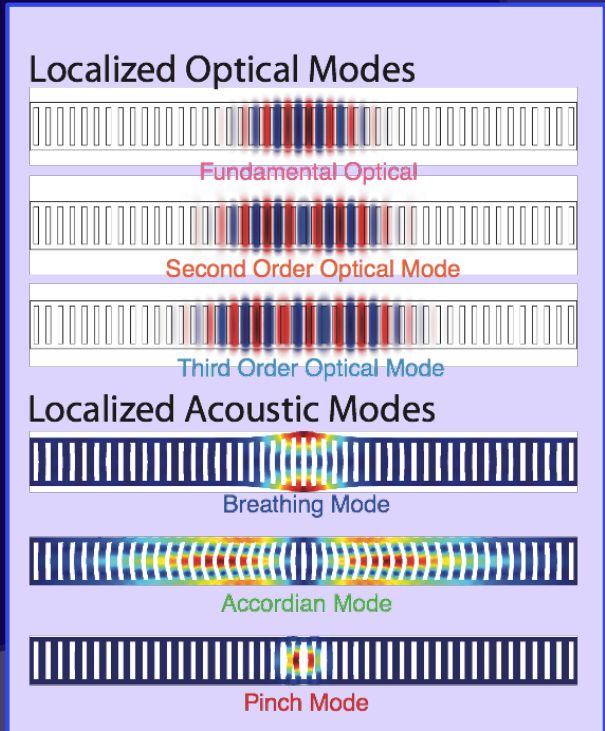 Localized Optical Modes
Fundamental Optical
Second Order Optical Mode
Third Order Optical Mode
Localized Acoustic Modes
Breathing Mode
Accordian Mode
Pinch Mode